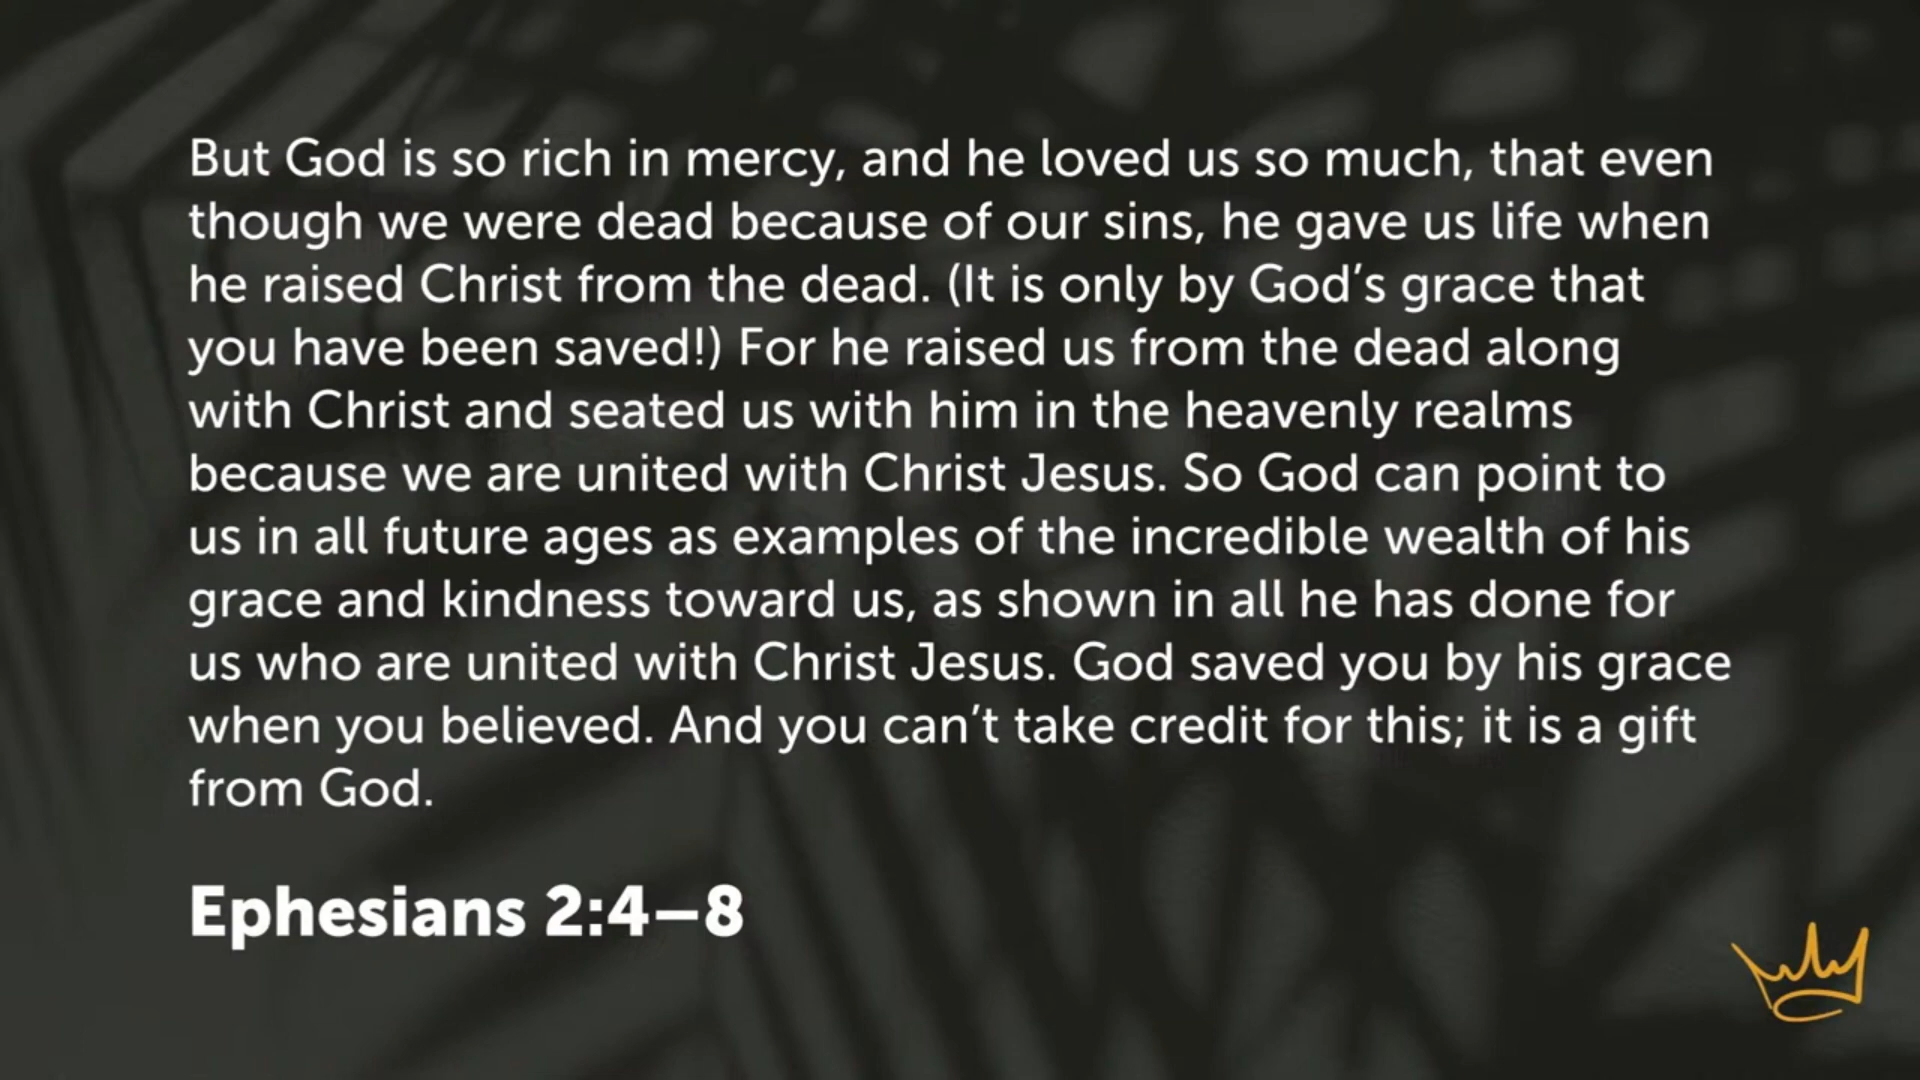 But God is so rich in mercy, and he loved us so much, that even
though we were dead because of our sins, he gave us life when
he raised Christ from the dead. (It is only by God’s grace that
you have been saved!) For he raised us from the dead along
with Christ and seated us with him in the heavenly realms
because we are united with Christ Jesus. So God can point to
us in all future ages as examples of the incredible wealth of his
grace and kindness toward us, as shown in all he has done for
us who are united with Christ Jesus. God saved you by his grace
when you believed. And you can’t take credit for this; it is a gift
from God.
Ephesians 2:4–8